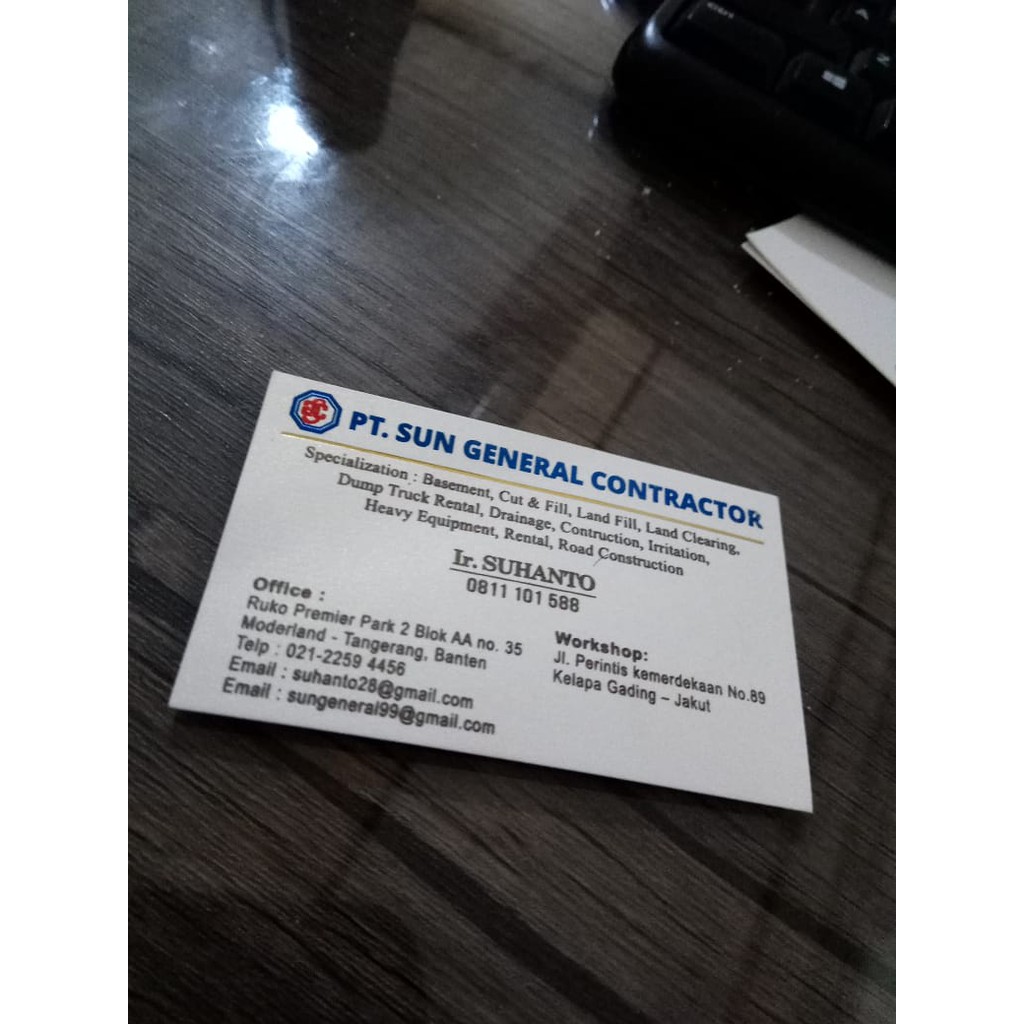 PT. SUN GENERAL CONTRACTOR
Specialization : Basement, Cut & Fill, Land Fill, Land Clearing,
Dump Truck Rental, Drainage, Contruction, Irritation,
Heavy Equipment, Rental, Road Construction
Ir. SUHANTO
0811 101 588
Office :
Ruko Premier Park 2 Blok AA no. 35
Moderland - Tangerang, Banten
Telp : 021-2259 4456
Email : suhanto28@gmail.com
Email : sungeneral99@gmail.com
Workshop:
Jl. Perintis kemerdekaan No.89
Kelapa Gading – Jakut